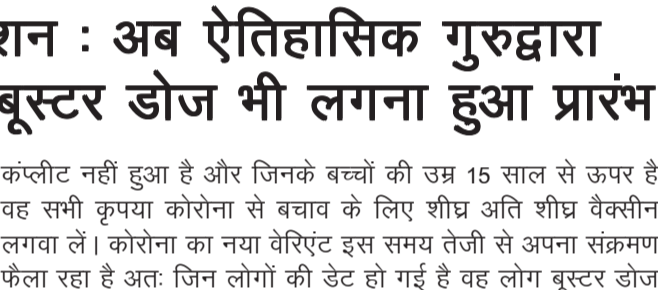 शन : अब ऐतिहासिक गुरुद्वारा
बूस्टर डोज भी लगना हुआ प्रारंभ
कंप्लीट नहीं हुआ है और जिनके बच्चों की उम्र 15 साल से ऊपर है
वह सभी कृपया कोरोना से बचाव के लिए शीघ्र अति शीघ्र वैक्सीन
लगवा लें। कोरोना का नया वेरिएंट इस समय तेजी से अपना संक्रमण
फैला रहा है अतः जिन लोगों की डेट हो गई है वह लोग बूस्टर डोज